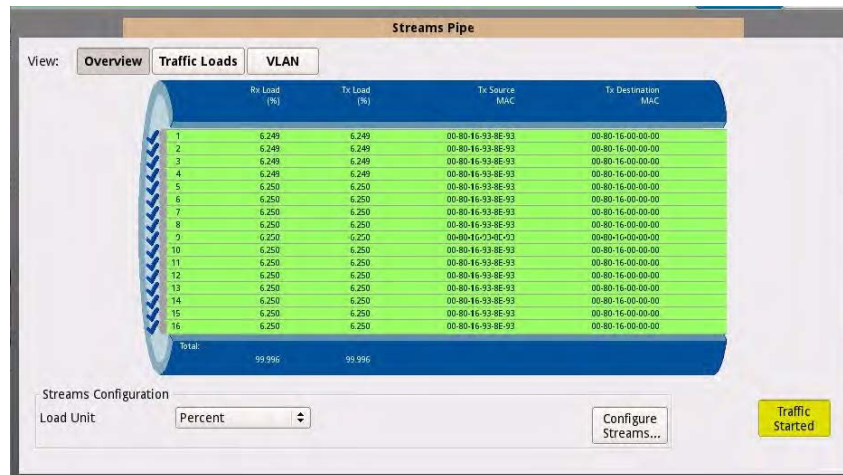 Streams Pipe
View: Overview Traffic Loads VLAN
Rx Load (%) Tx Load (%) Tx Source MAC Tx Destination MAC
1 6.249 6.249 00-80-16-93-8E-93 00-80-16-00-00-00
2 6.249 6.249 00-80-16-93-8E-93 00-80-16-00-00-00
3 6.249 6.249 00-80-16-93-8E-93 00-80-16-00-00-00
4 6.249 6.249 00-80-16-93-8E-93 00-80-16-00-00-00
5 6.250 6.250 00-80-16-93-8E-93 00-80-16-00-00-00
6 6.250 6.250 00-80-16-93-8E-93 00-80-16-00-00-00
7 6.250 6.250 00-80-16-93-8E-93 00-80-16-00-00-00
8 6.250 6.250 00-80-16-93-8E-93 00-80-16-00-00-00
9 6.250 6.250 00-80-16-93-8E-93 00-80-16-00-00-00
10 6.250 6.250 00-80-16-93-8E-93 00-80-16-00-00-00
11 6.250 6.250 00-80-16-93-8E-93 00-80-16-00-00-00
12 6.250 6.250 00-80-16-93-8E-93 00-80-16-00-00-00
13 6.250 6.250 00-80-16-93-8E-93 00-80-16-00-00-00
14 6.250 6.250 00-80-16-93-8E-93 00-80-16-00-00-00
15 6.250 6.250 00-80-16-93-8E-93 00-80-16-00-00-00
16 6.250 6.250 00-80-16-93-8E-93 00-80-16-00-00-00
Total:
99.996 99.996
Streams Configuration
Load Unit Percent
Configure Streams...
Traffic Started